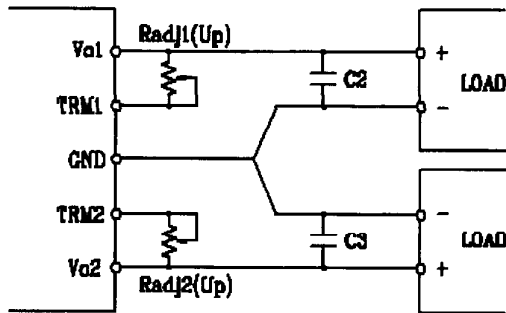 Radj1(Up)
Vo1
+
C2
LOAD
TRM1
-
GND
TRM2
-
C3
LOAD
Vo2
+
Radj2(Up)